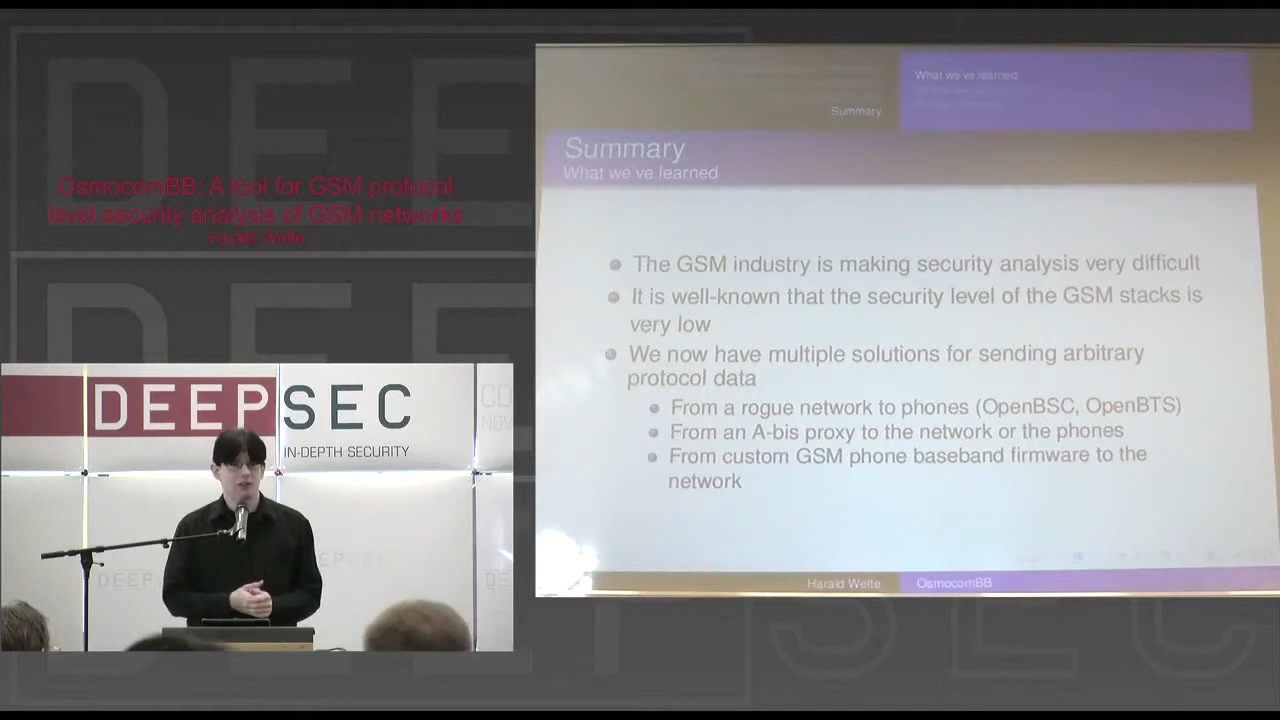 OsmocomBB: A tool for GSM protocol
level security analysis of GSM networks
Harald Welte
DEEPSEC
IN-DEPTH SECURITY
Summary
What we've learned
Summary
What we've learned
The GSM industry is making security analysis very difficult
It is well-known that the security level of the GSM stacks is
very low
We now have multiple solutions for sending arbitrary
protocol data
From a rogue network to phones (OpenBSC, OpenBTS)
From an A-bis proxy to the network or the phones
From custom GSM phone baseband firmware to the
network
Harald Welte
OsmocomBB